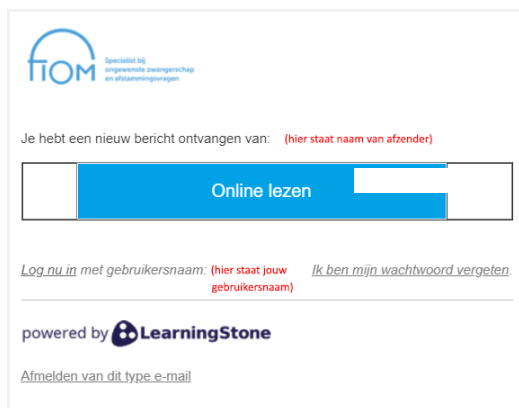 FIOM
Specialist bij
ongewenste zwangerschap
en afstammingsvragen
Je hebt een nieuw bericht ontvangen van: (hier staat naam van afzender)
Online lezen
Log nu in met gebruikersnaam: (hier staat jouw gebruikersnaam) Ik ben mijn wachtwoord vergeten.
powered by LearningStone
Afmelden van dit type e-mail